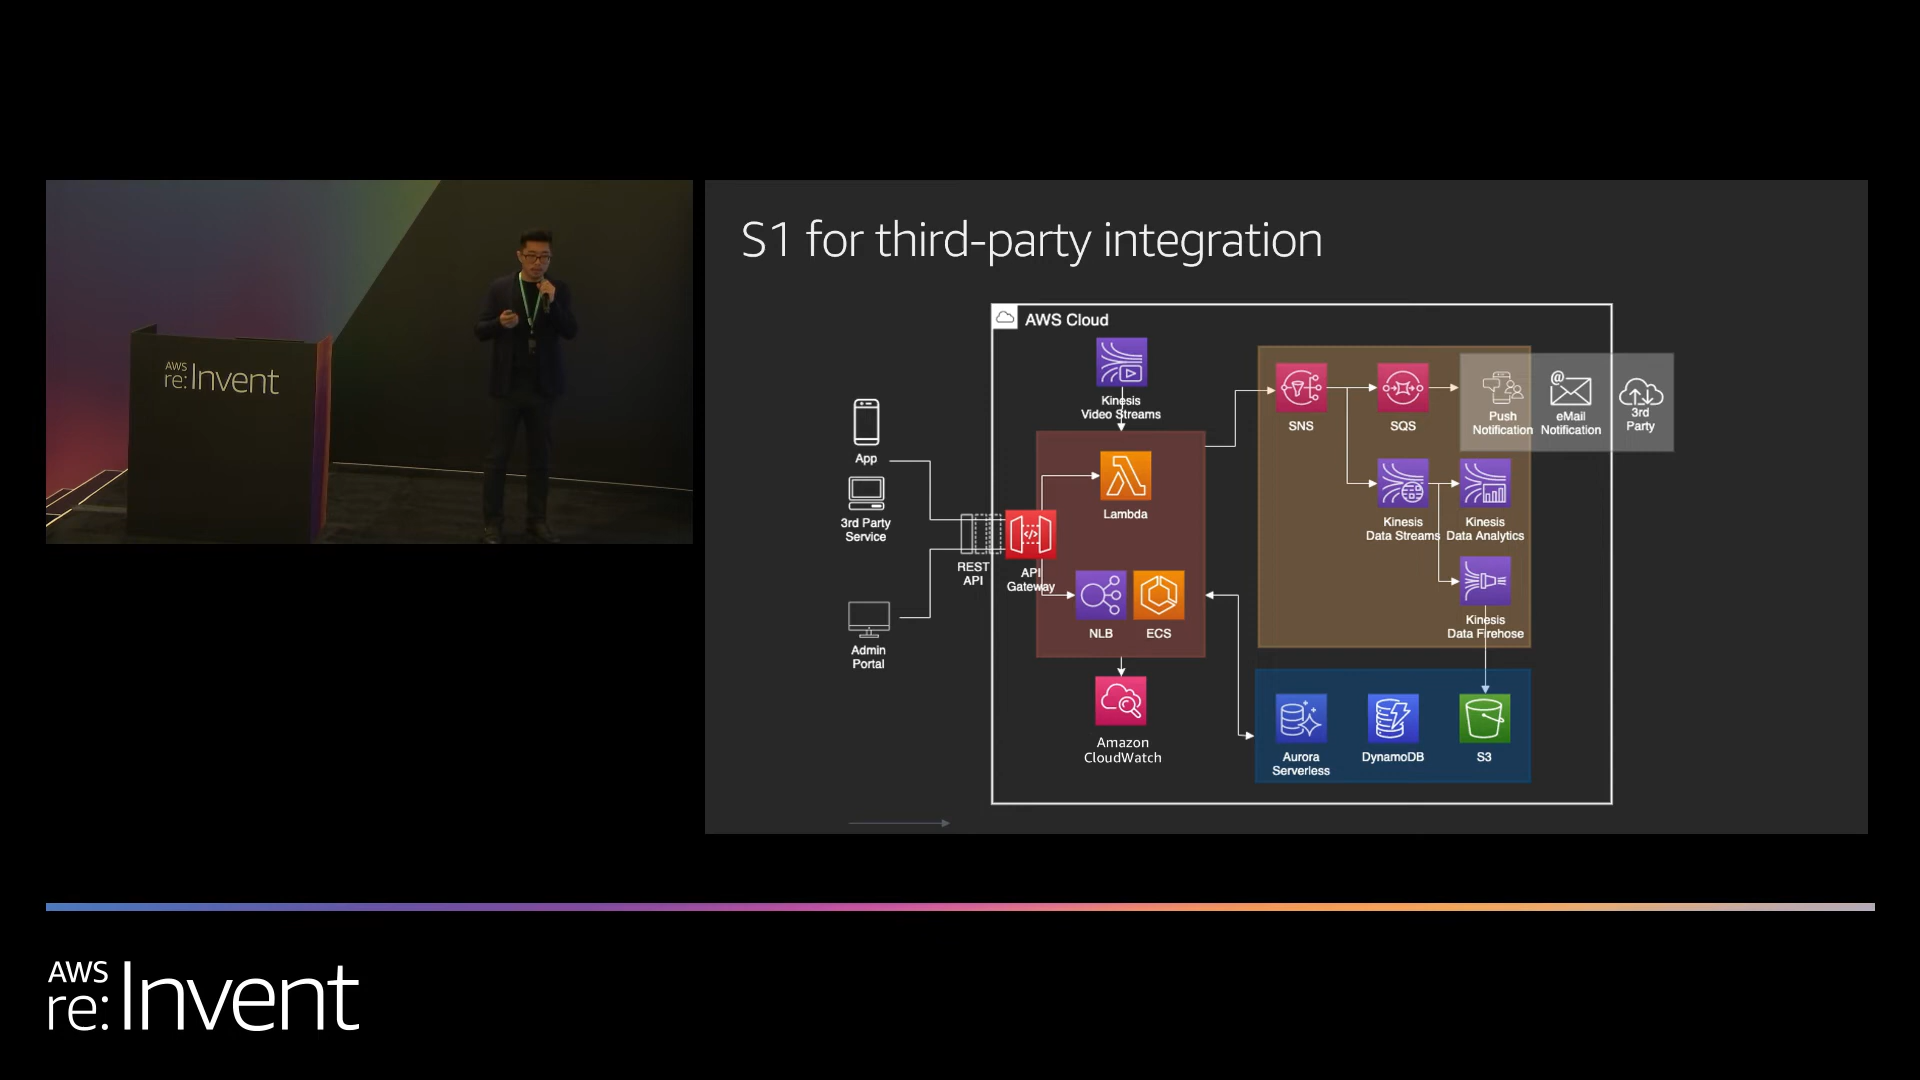 AWS
re:Invent
S1 for third-party integration
AWS Cloud
Kinesis
Video Streams
App
3rd Party
Service
Admin
Portal
REST
API
API
Gateway
Lambda
NLB
ECS
Amazon
CloudWatch
SNS
SQS
Push
Notification
@
eMail
Notification
3rd
Party
Kinesis
Data Streams
Kinesis
Data Analytics
Kinesis
Data Firehose
Aurora
Serverless
DynamoDB
S3
AWS
re:Invent